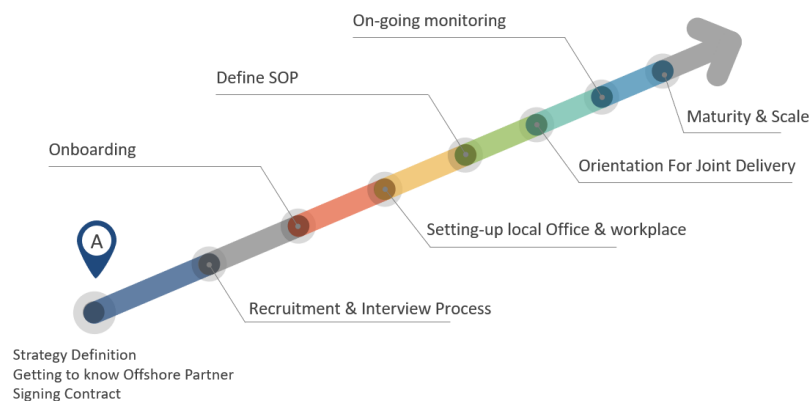 On-going monitoring
Define SOP
Maturity & Scale
Onboarding
Orientation For Joint Delivery
Setting-up local Office & workplace
A
Recruitment & Interview Process
Strategy Definition
Getting to know Offshore Partner
Signing Contract